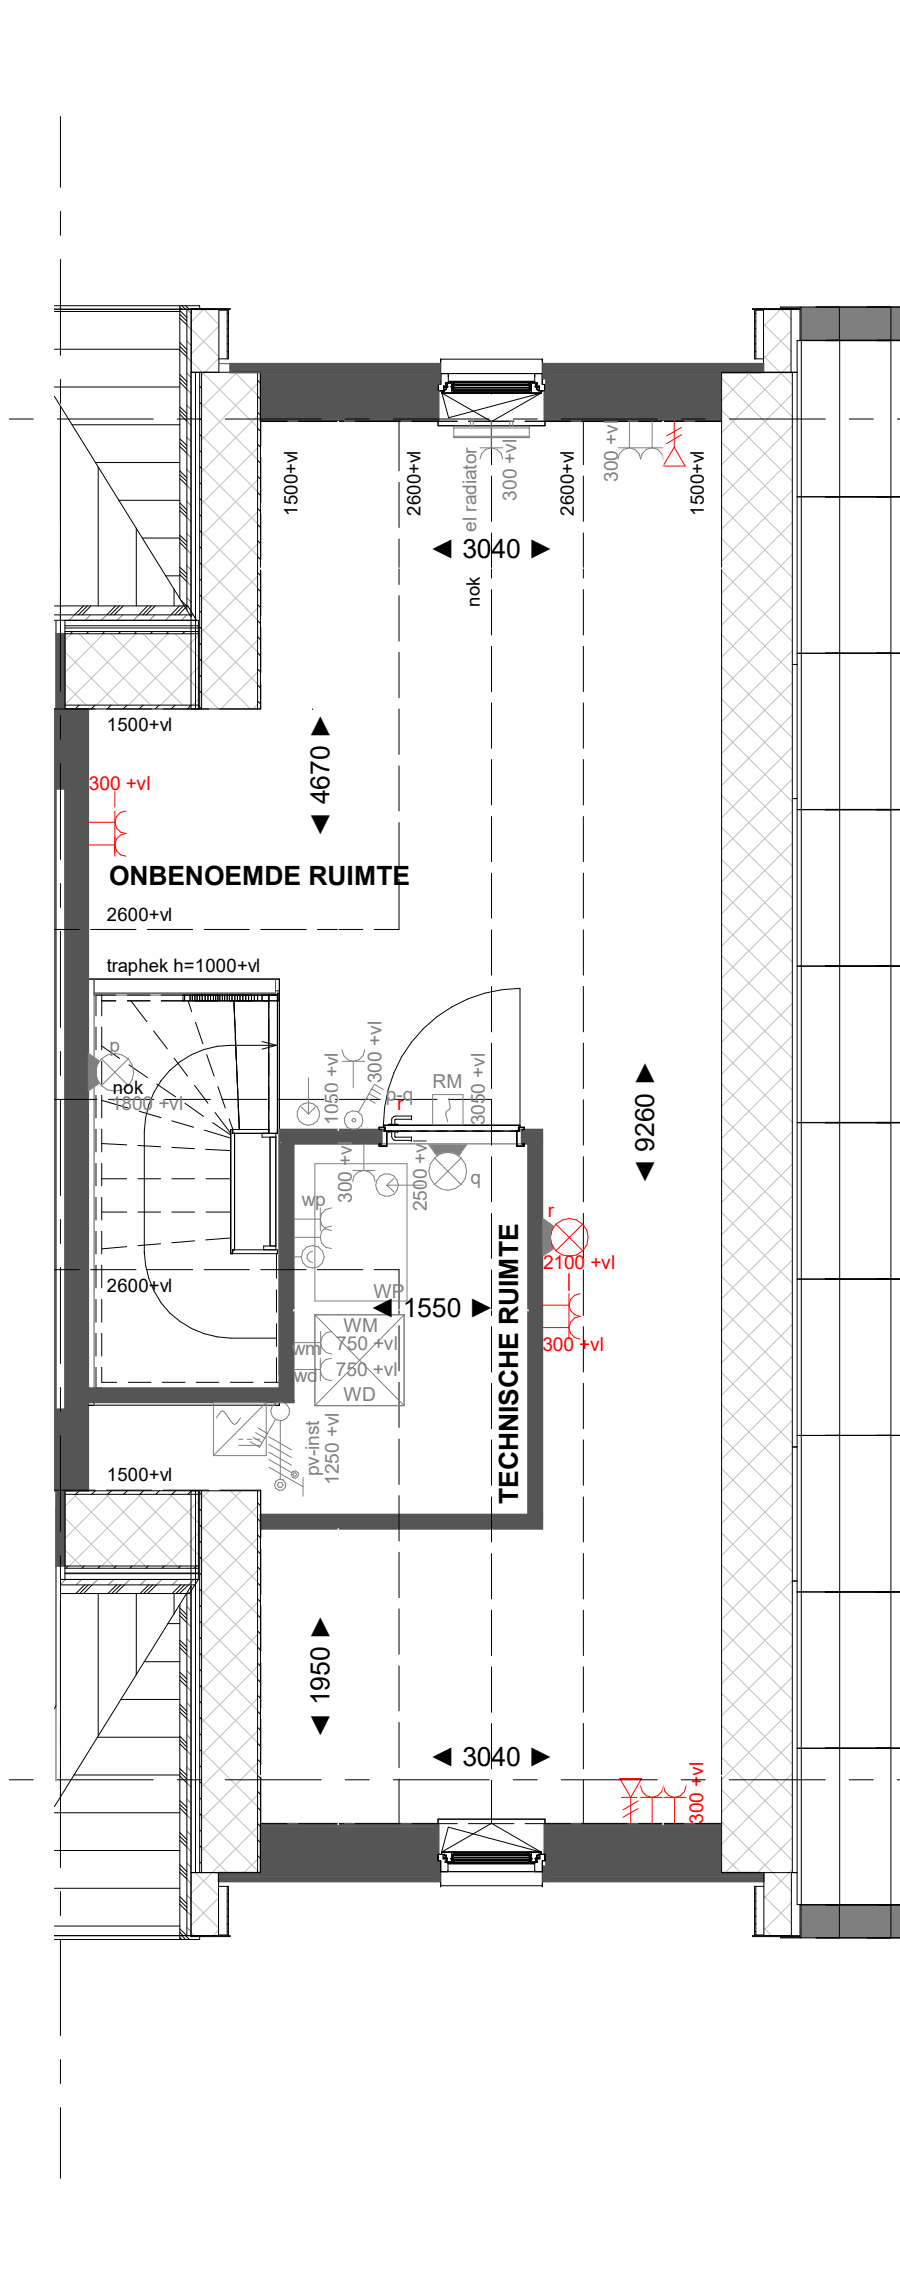 1500+vl
2600+vl
el radiator
300 +vl
2600+vl
300 +v
1500+vl
3040
nok
1500+vl
4670
300 +vl
ONBENOEMDE RUIMTE
2600+vl
traphek h=1000+vl
p
nok
1800 +vl
1050 +vl
300 +vl
p-q
r
RM
3050 +vl
9260
300 +vl
2500 +vl
q
wp
r
2100 +vl
300 +vl
2600+vl
WP
1550
TECHNISCHE RUIMTE
WM
wm
750 +vl
wd
750 +vl
WD
pv-inst
1250 +vl
1500+vl
1950
3040
300 +vl